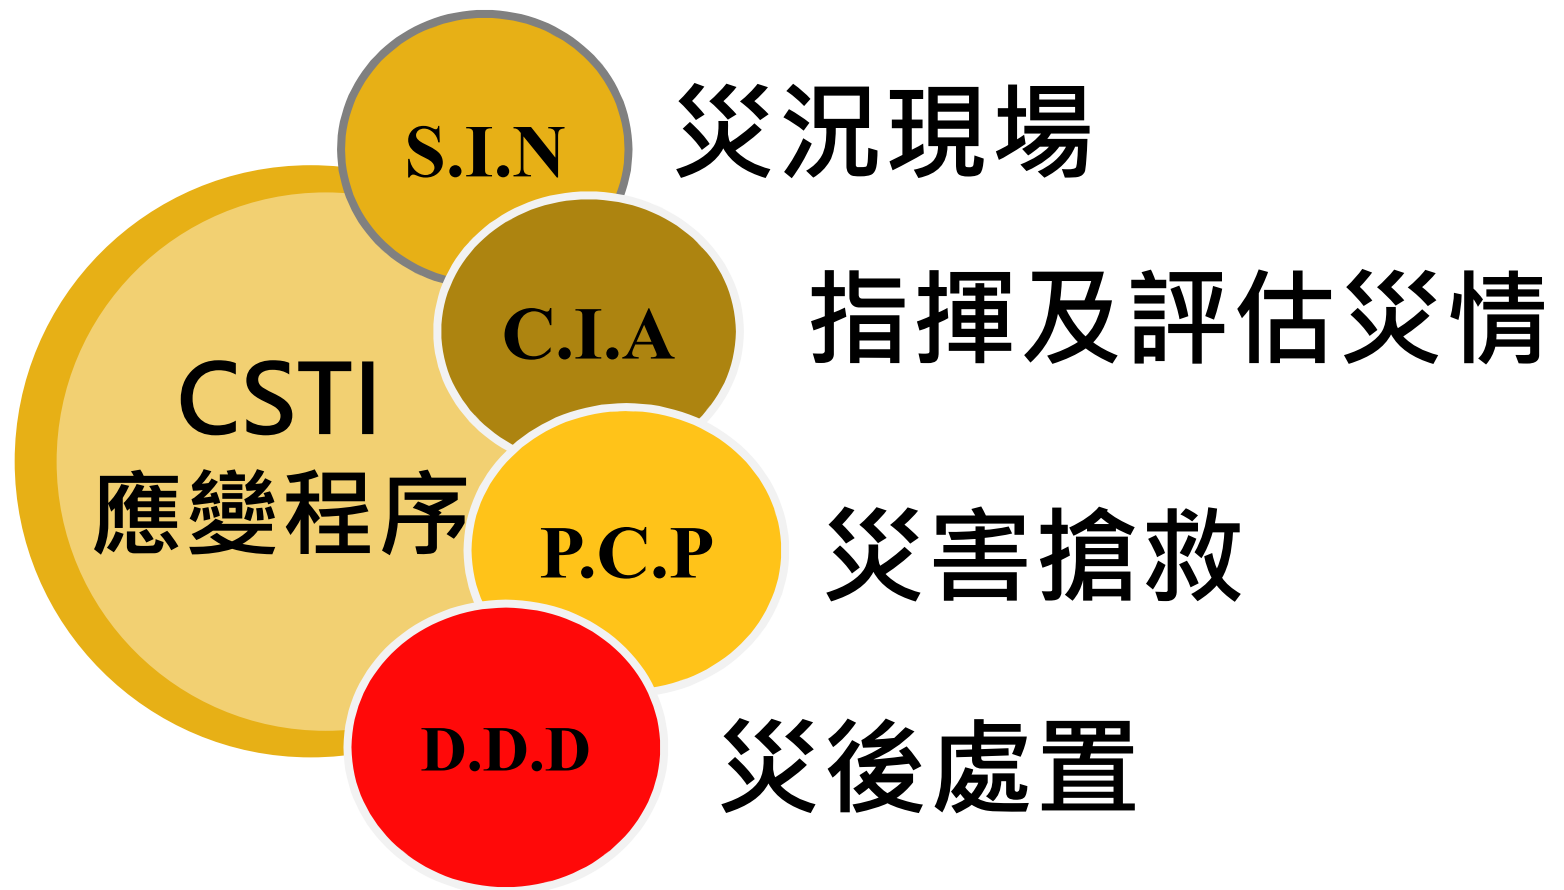 S.I.N 災況現場
C.I.A 指揮及評估災情
CSTI
應變程序
P.C.P 災害搶救
D.D.D 災後處置